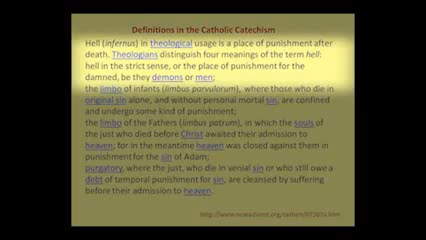 Definitions in the Catholic Catechism
Hell (infernus) in theological usage is a place of punishment after
death. Theologians distinguish four meanings of the term hell:
hell in the strict sense, or the place of punishment for the
damned, be they demons or men;
the limbo of infants (limbus parvulorum), where those who die in
original sin alone, and without personal mortal sin, are confined
and undergo some kind of punishment;
the limbo of the Fathers (limbus patrum), in which the souls of
the just who died before Christ awaited their admission to
heaven; for in the meantime heaven was closed against them in
punishment for the sin of Adam;
purgatory, where the just, who die in venial sin or who still owe a
debt of temporal punishment for sin, are cleansed by suffering
before their admission to heaven.